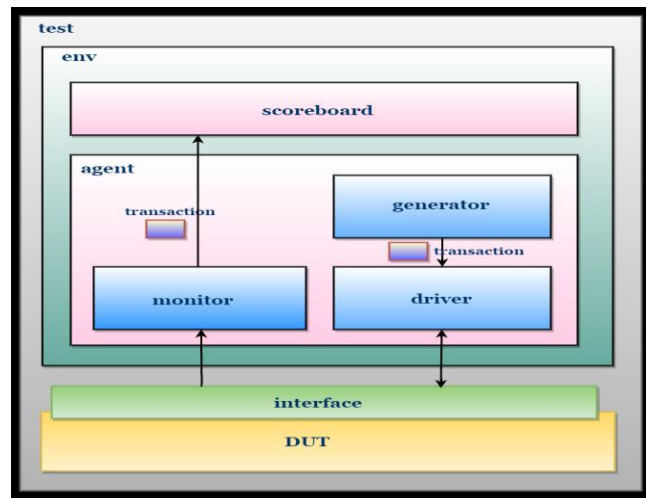 test
env
scoreboard
agent
transaction
generator
transaction
monitor
driver
interface
DUT